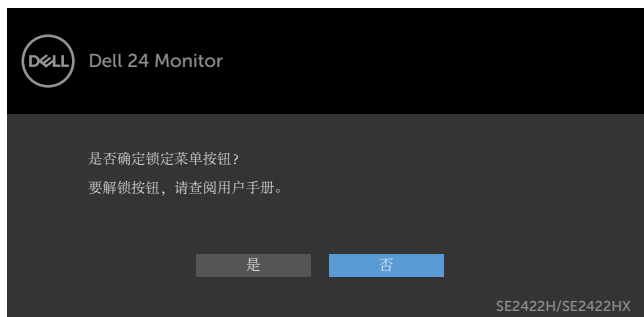 DELL
Dell 24 Monitor
是否确定锁定菜单按钮?
要解锁按钮，请查阅用户手册。
是
否
SE2422H/SE2422HX